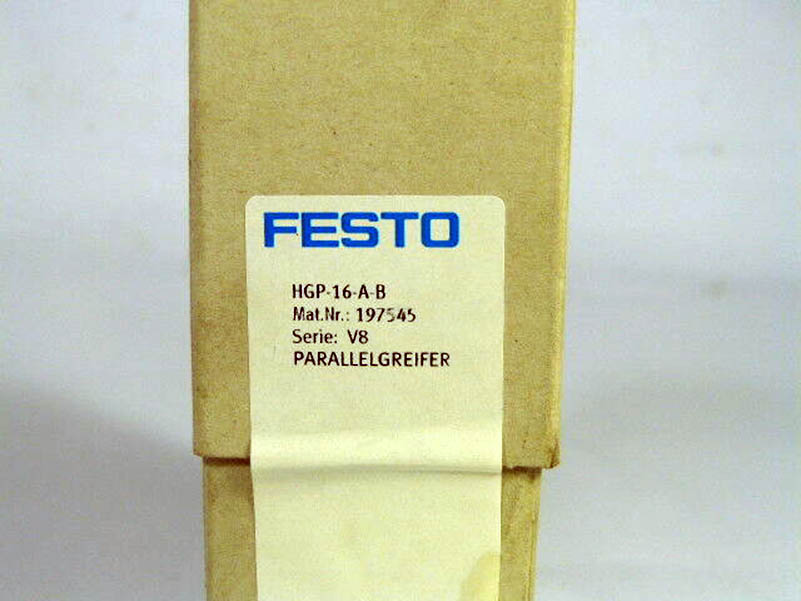 FESTO
HGP-16-A-B
Mat.Nr.: 197545
Serie: V8
PARALLELGREIFER